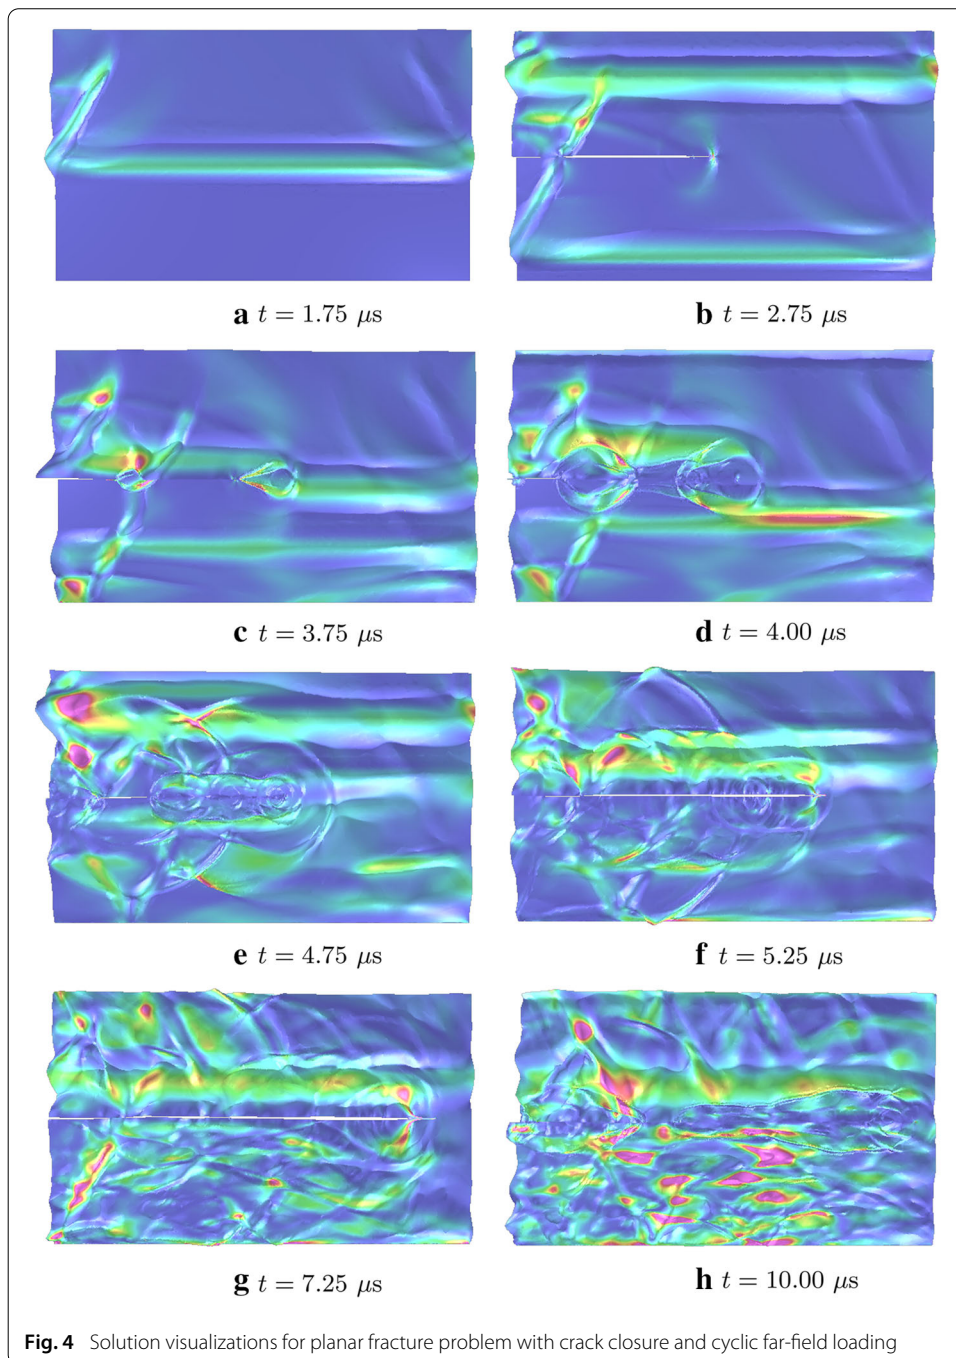 a t = 1.75 μs
b t = 2.75 μs
c t = 3.75 μs
d t = 4.00 μs
e t = 4.75 μs
f t = 5.25 μs
g t = 7.25 μs
h t = 10.00 μs
Fig. 4 Solution visualizations for planar fracture problem with crack closure and cyclic far-field loading